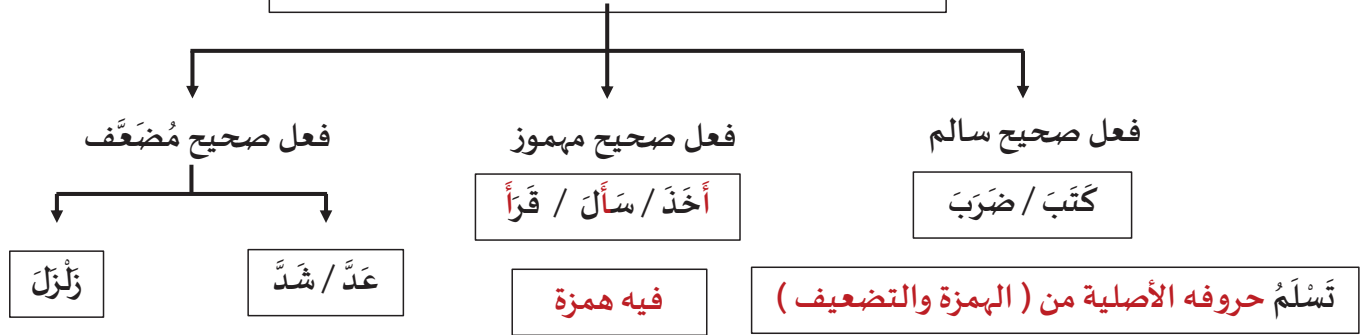 فعل صحيح سالم
فعل صحيح مهموز
فعل صحيح مُضَعَّف
كَتَبَ / ضَرَبَ
أَخَذَ / سَأَلَ / قَرَأَ
عَدَّ / شَدَّ
زَلْزَلَ
تَسْلَمُ حروفه الأصلية من ( الهمزة والتضعيف )
فيه همزة